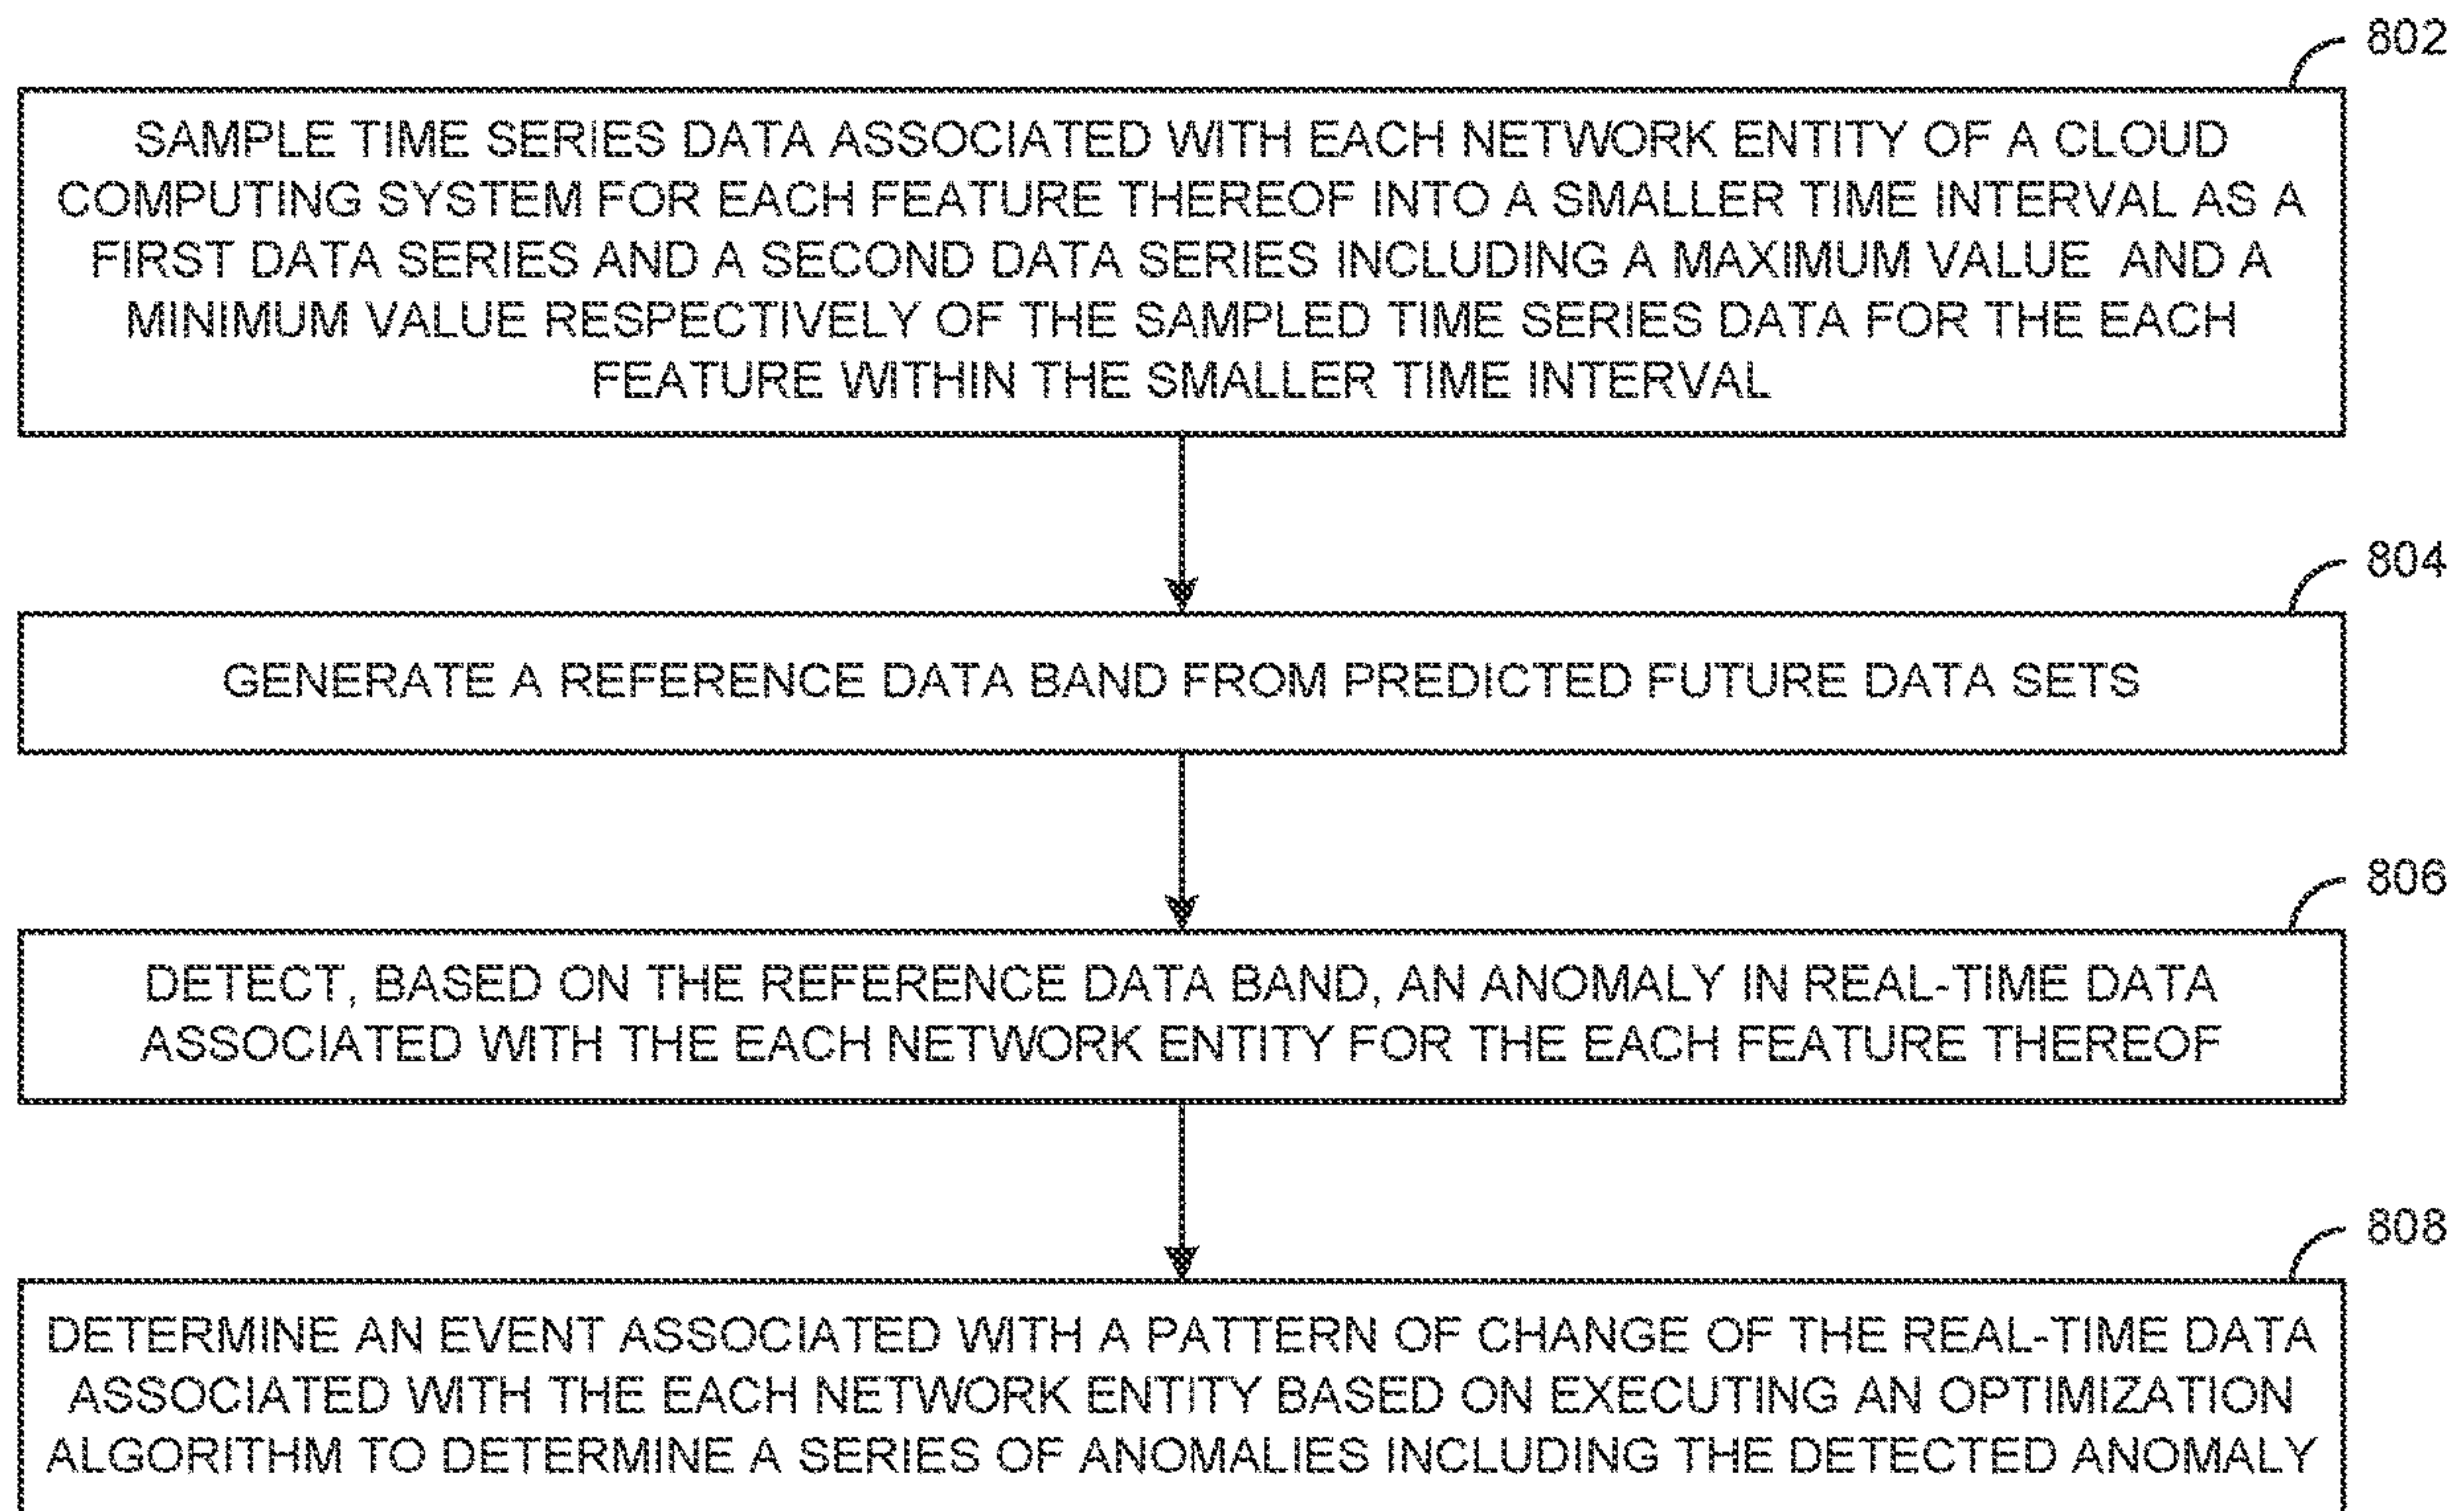 802
SAMPLE TIME SERIES DATA ASSOCIATED WITH EACH NETWORK ENTITY OF A CLOUD
COMPUTING SYSTEM FOR EACH FEATURE THEREOF INTO A SMALLER TIME INTERVAL AS A
FIRST DATA SERIES AND A SECOND DATA SERIES INCLUDING A MAXIMUM VALUE AND A
MINIMUM VALUE RESPECTIVELY OF THE SAMPLED TIME SERIES DATA FOR THE EACH
FEATURE WITHIN THE SMALLER TIME INTERVAL
804
GENERATE A REFERENCE DATA BAND FROM PREDICTED FUTURE DATA SETS
806
DETECT, BASED ON THE REFERENCE DATA BAND, AN ANOMALY IN REAL-TIME DATA
ASSOCIATED WITH THE EACH NETWORK ENTITY FOR THE EACH FEATURE THEREOF
808
DETERMINE AN EVENT ASSOCIATED WITH A PATTERN OF CHANGE OF THE REAL-TIME DATA
ASSOCIATED WITH THE EACH NETWORK ENTITY BASED ON EXECUTING AN OPTIMIZATION
ALGORITHM TO DETERMINE A SERIES OF ANOMALIES INCLUDING THE DETECTED ANOMALY